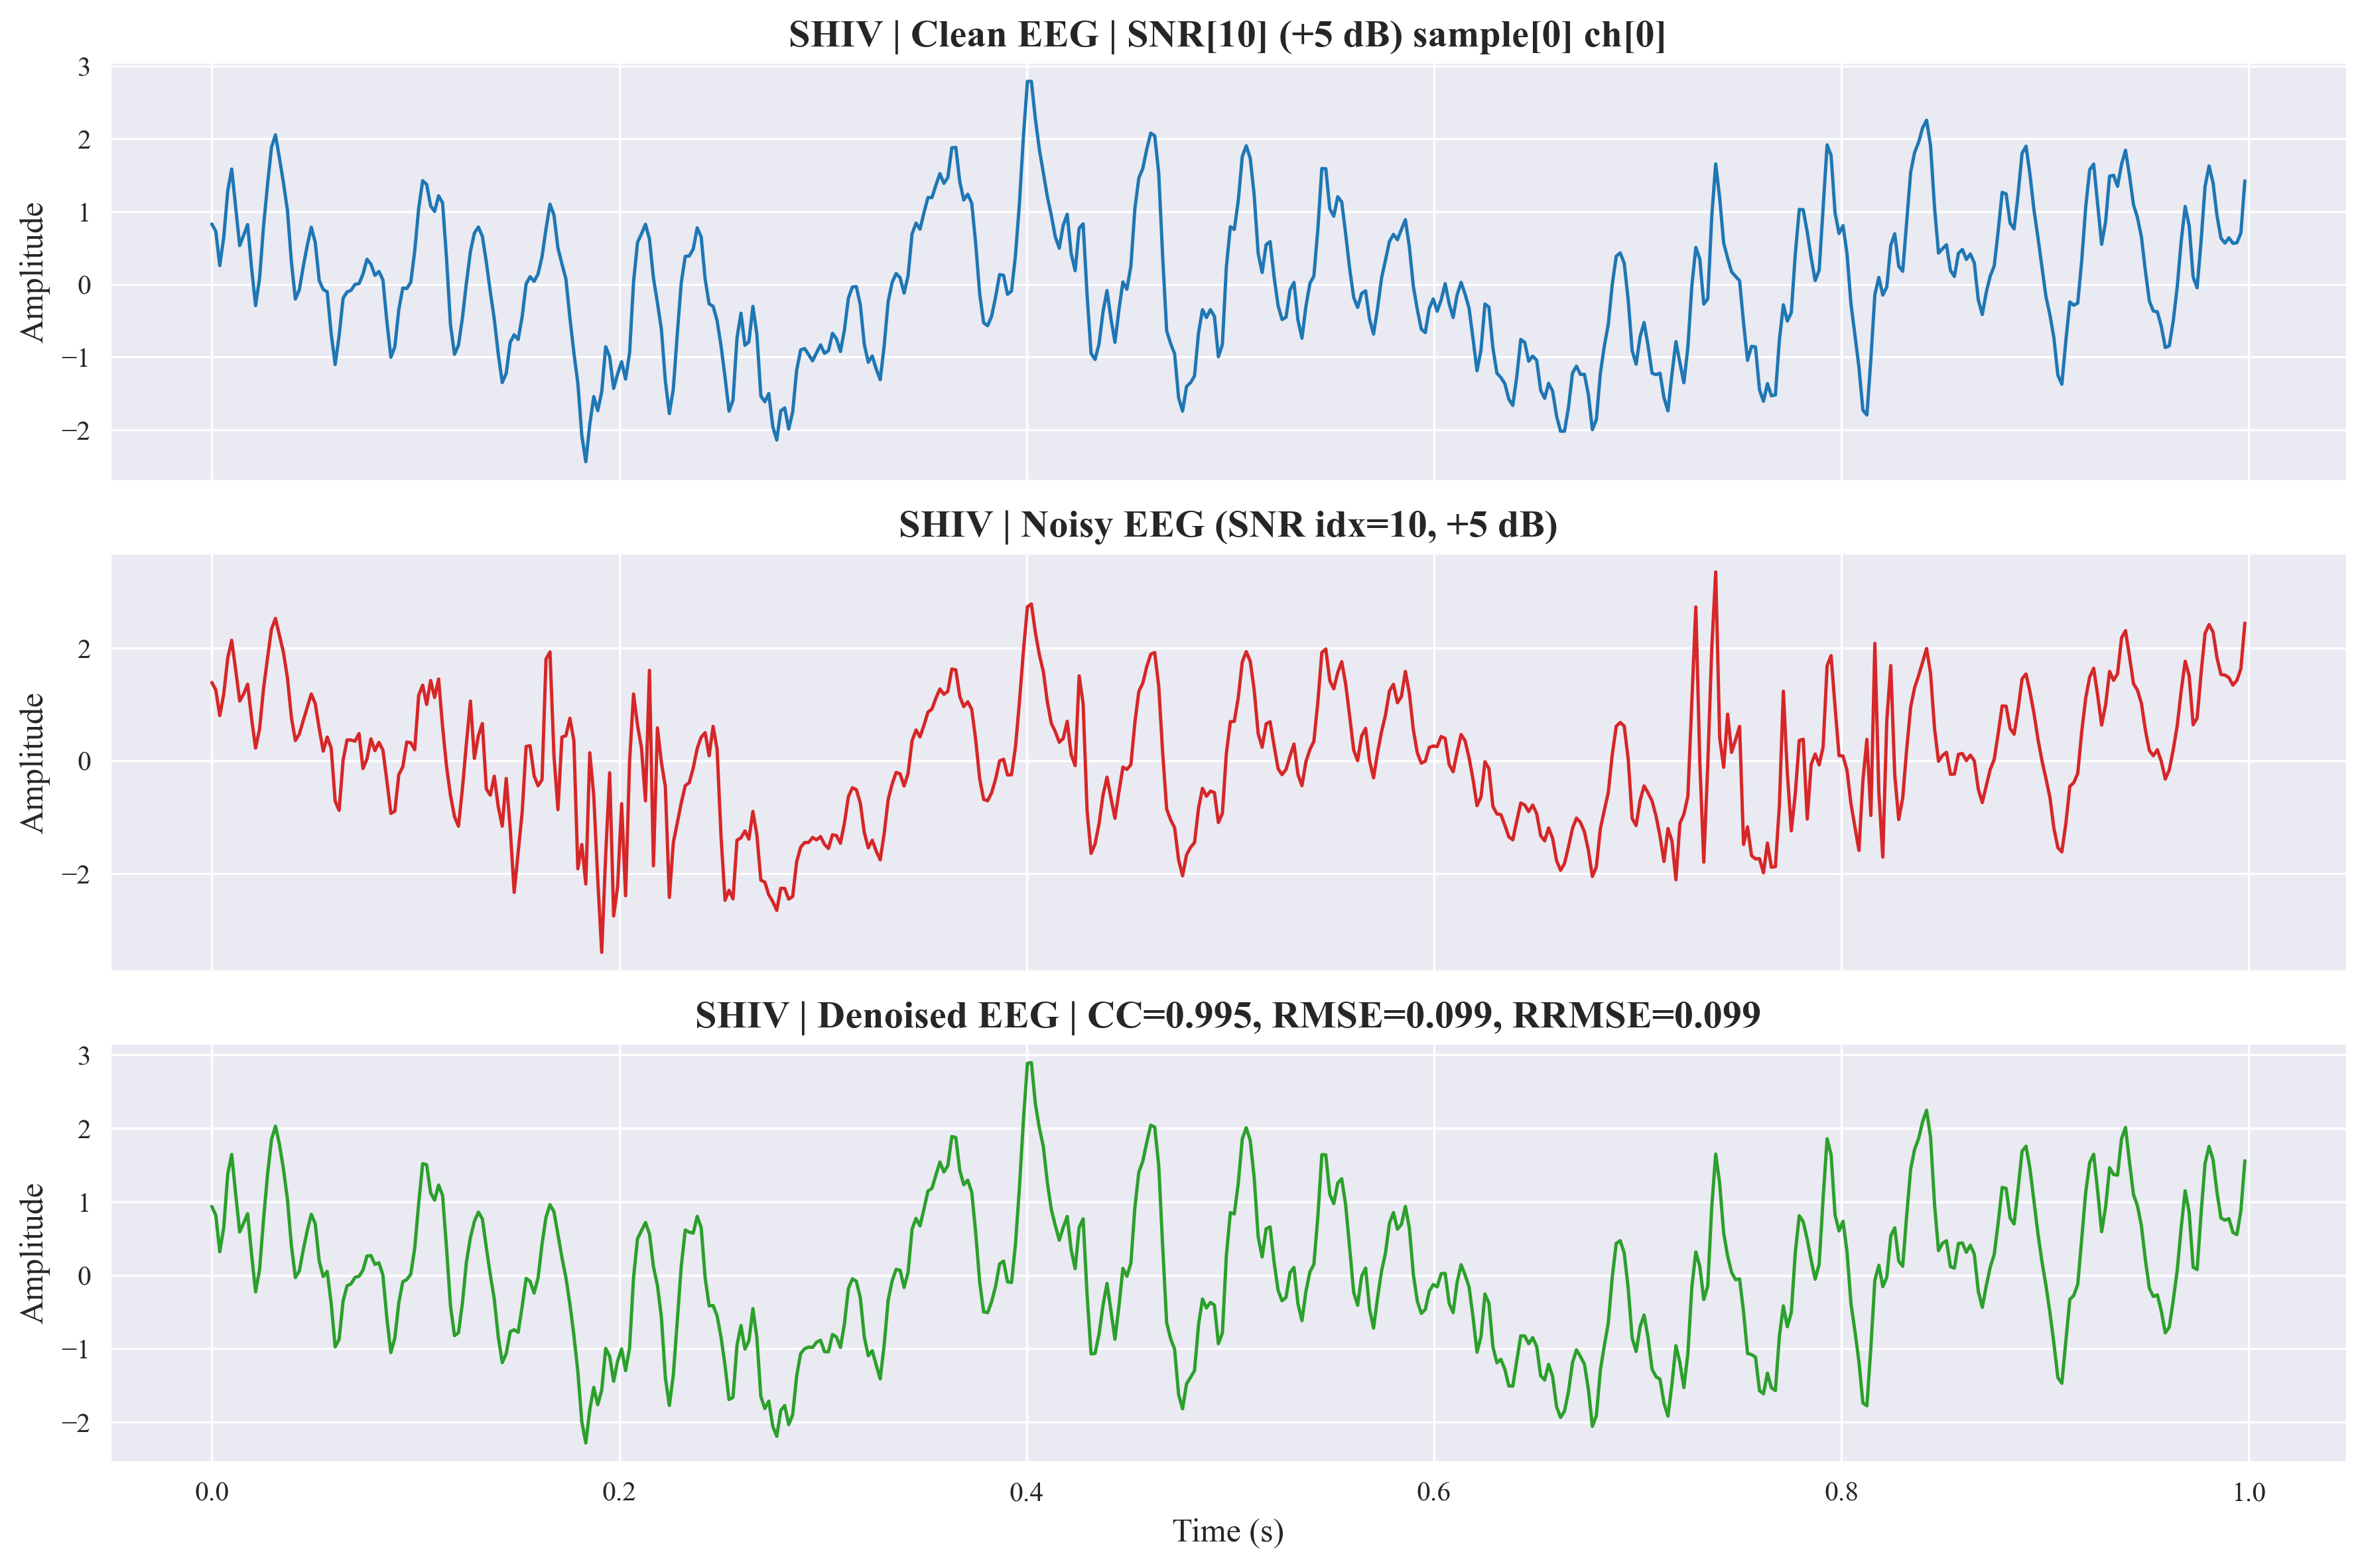 SHIV | Clean EEG | SNR[10] (+5 dB) sample[0] ch[0]
3
2
1
0
−1
−2
Amplitude
SHIV | Noisy EEG (SNR idx=10, +5 dB)
2
0
−2
Amplitude
SHIV | Denoised EEG | CC=0.995, RMSE=0.099, RRMSE=0.099
3
2
1
0
−1
−2
Amplitude
0.0 0.2 0.4 0.6 0.8 1.0
Time (s)